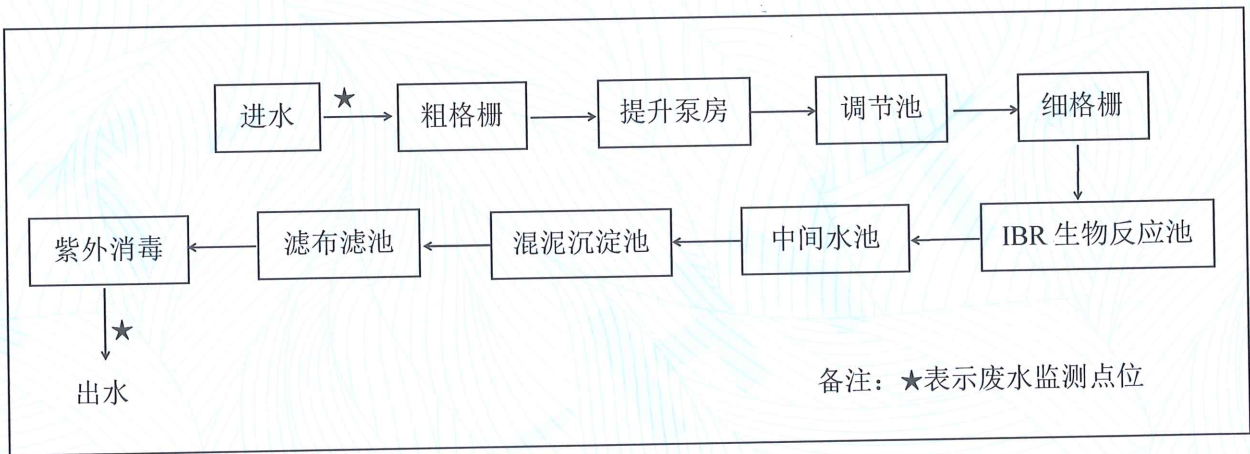 进水
★
粗格栅
提升泵房
调节池
细格栅
紫外消毒
滤布滤池
混泥沉淀池
中间水池
IBR 生物反应池
★
出水
备注：★表示废水监测点位